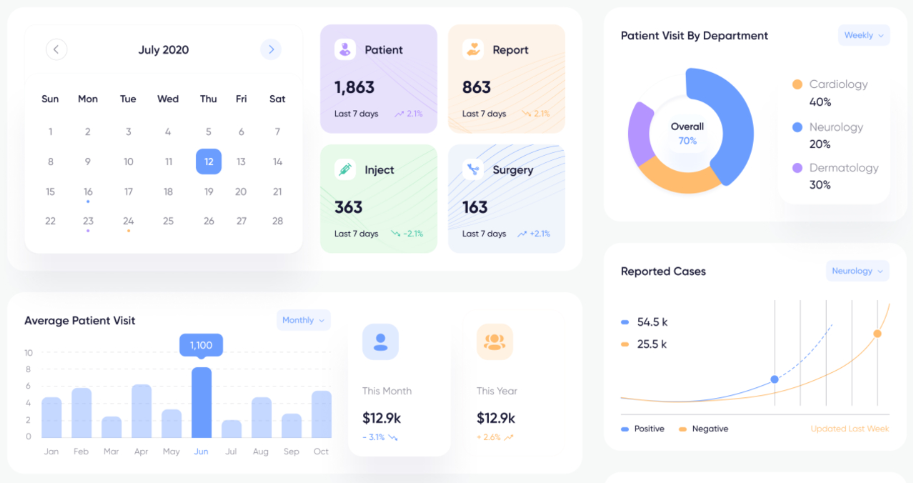 July 2020
Sun Mon Tue Wed Thu Fri Sat
1 2 3 4 5 6 7
8 9 10 11 12 13 14
15 16 17 18 19 20 21
22 23 24 25 26 27 28
Patient
1,863
Last 7 days 2.1%
Report
863
Last 7 days 2.1%
Inject
363
Last 7 days -2.1%
Surgery
163
Last 7 days +2.1%
Patient Visit By Department
Weekly
Overall
70%
Cardiology
40%
Neurology
20%
Dermatology
30%
Average Patient Visit
Monthly
1,100
10
8
6
4
2
0
Jan Feb Mar Apr May Jun Jul Aug Sep Oct
This Month
$12.9k
- 3.1%
This Year
$12.9k
+ 2.6%
Reported Cases
Neurology
54.5 k
25.5 k
Positive Negative
Updated Last Week